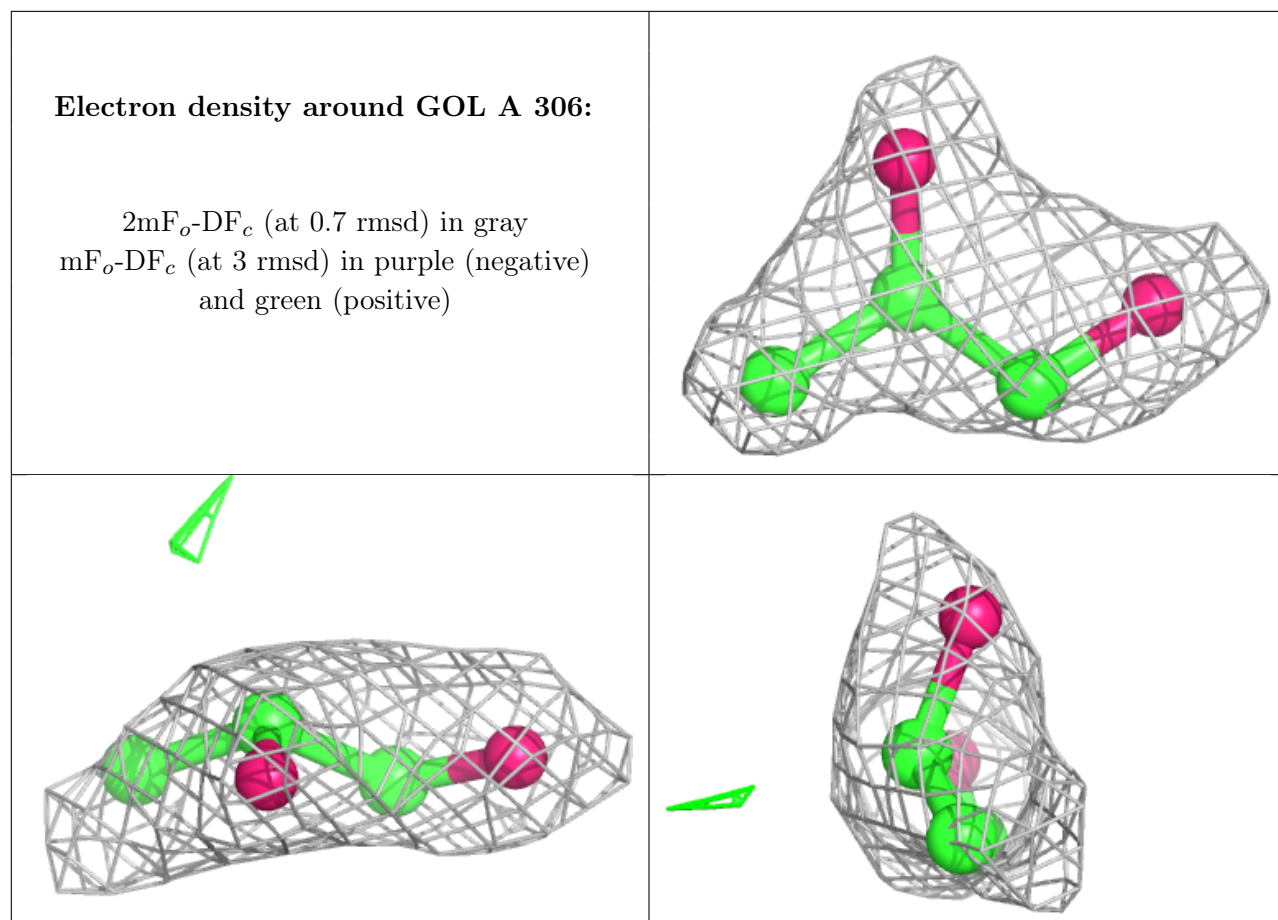 Electron density around GOL A 306:
2mFo-DFc (at 0.7 rmsd) in gray
mFo-DFc (at 3 rmsd) in purple (negative)
and green (positive)